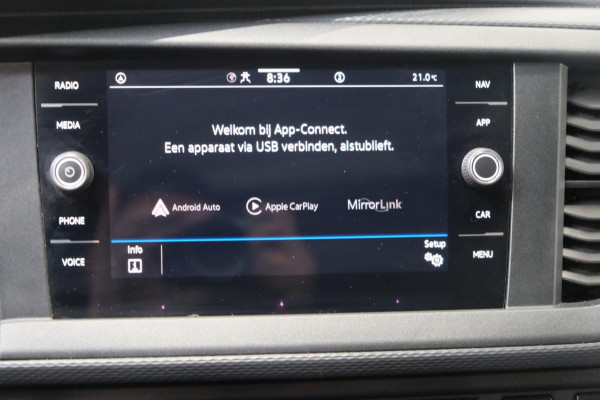 RADIO
MEDIA
PHONE
VOICE
8:36
21.0°C
Welkom bij App-Connect.
Een apparaat via USB verbinden, alstublieft.
Android Auto
Apple CarPlay
MirrorLink
Info
Setup
NAV
APP
CAR
MENU